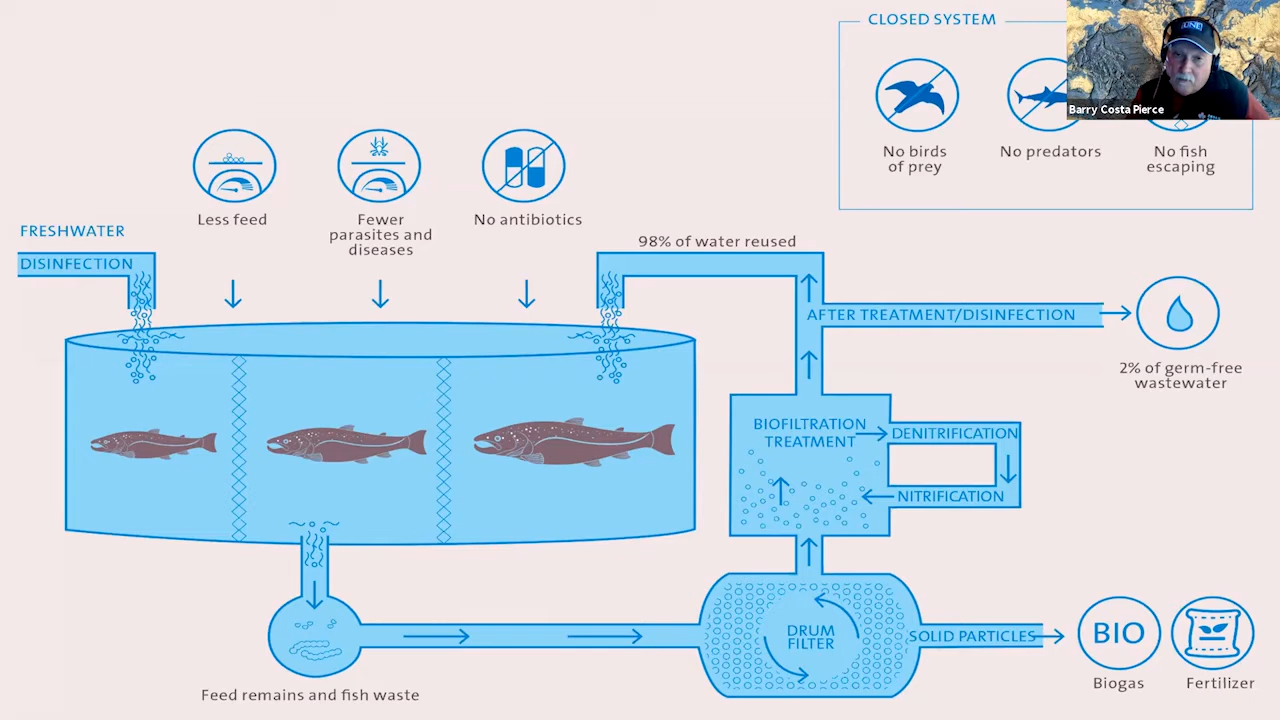 CLOSED SYSTEM
UNE
Barry Costa Pierce
No birds
of prey
No predators
No fish
escaping
Less feed
Fewer
parasites and
diseases
No antibiotics
FRESHWATER
DISINFECTION
98% of water reused
AFTER TREATMENT/DISINFECTION
2% of germ-free
wastewater
BIOFILTRATION
TREATMENT
DENITRIFICATION
NITRIFICATION
DRUM
FILTER
SOLID PARTICLES
BIO
Biogas
Fertilizer
Feed remains and fish waste